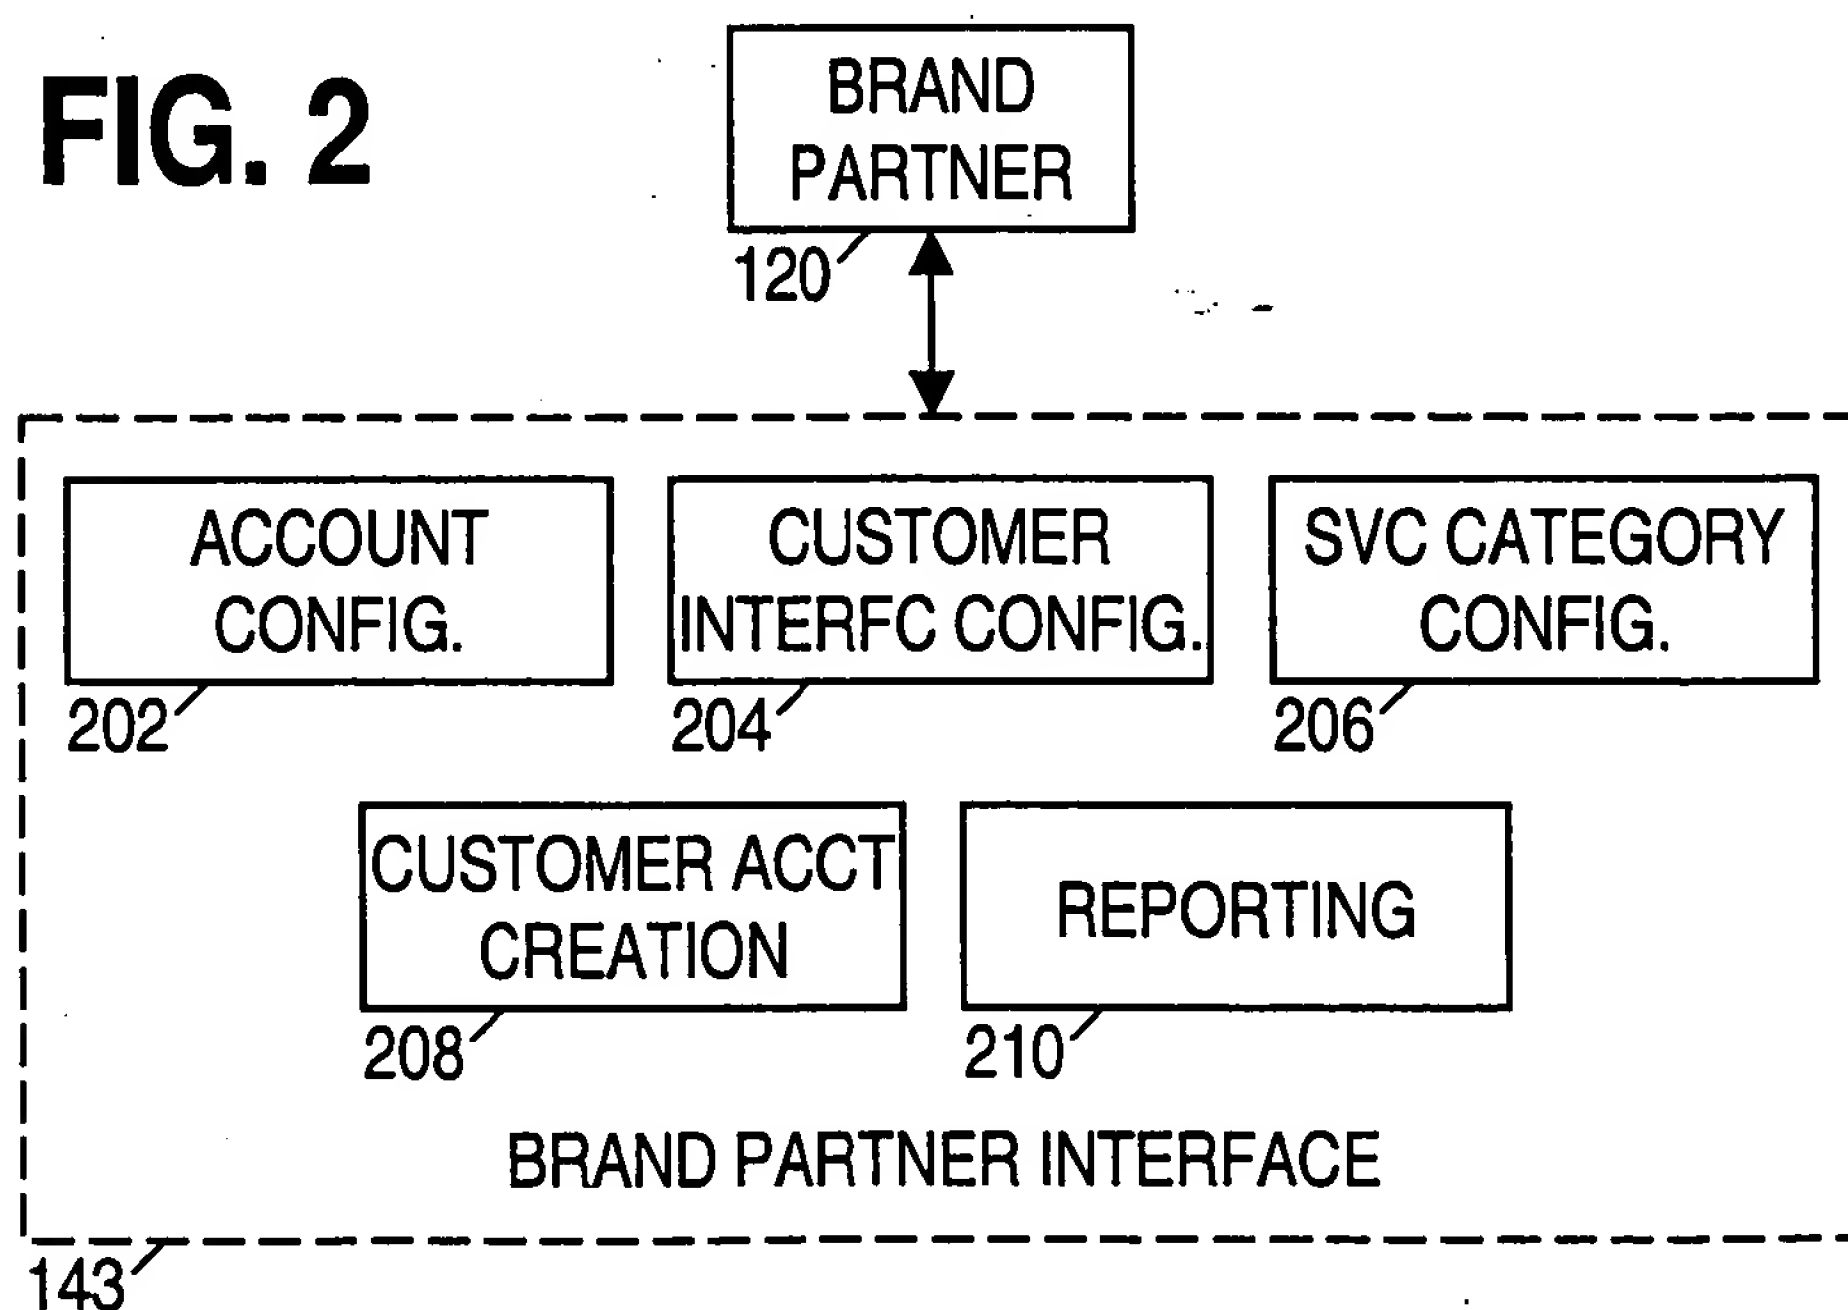 FIG. 2
BRAND
PARTNER
120
ACCOUNT
CONFIG.
202
CUSTOMER
INTERFC CONFIG.
204
SVC CATEGORY
CONFIG.
206
CUSTOMER ACCT
CREATION
208
REPORTING
210
BRAND PARTNER INTERFACE
143